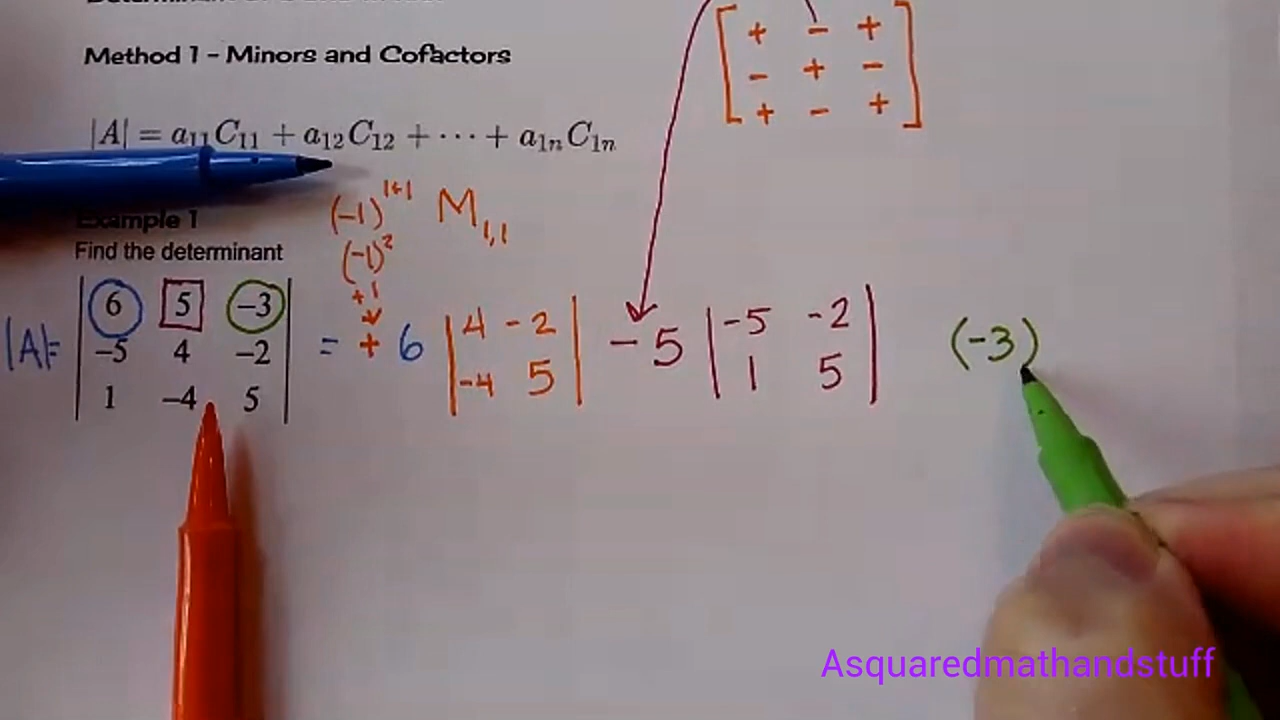 Method 1 – Minors and Cofactors
+ − +
− + −
+ − +
|A| = a₁₁C₁₁ + a₁₂C₁₂ + ⋯ + a₁ₙC₁ₙ
Example 1
(-1)¹⁺¹ M₁,₁
Find the determinant
(-1)²
+1
6 5 –3
|A|= –5 4 –2 = + 6 |4 -2| - 5 |-5 -2| (-3)
|-4 5| |1 5|
1 –4 5
Asquaredmathandstuff